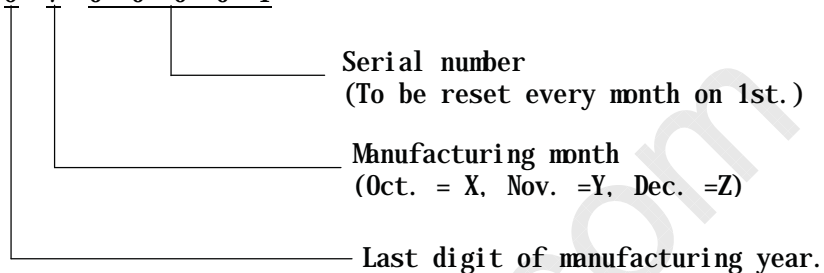 Serial number
(To be reset every month on 1st.)
Manufacturing month
(Oct. = X, Nov. =Y, Dec. =Z)
Last digit of manufacturing year.